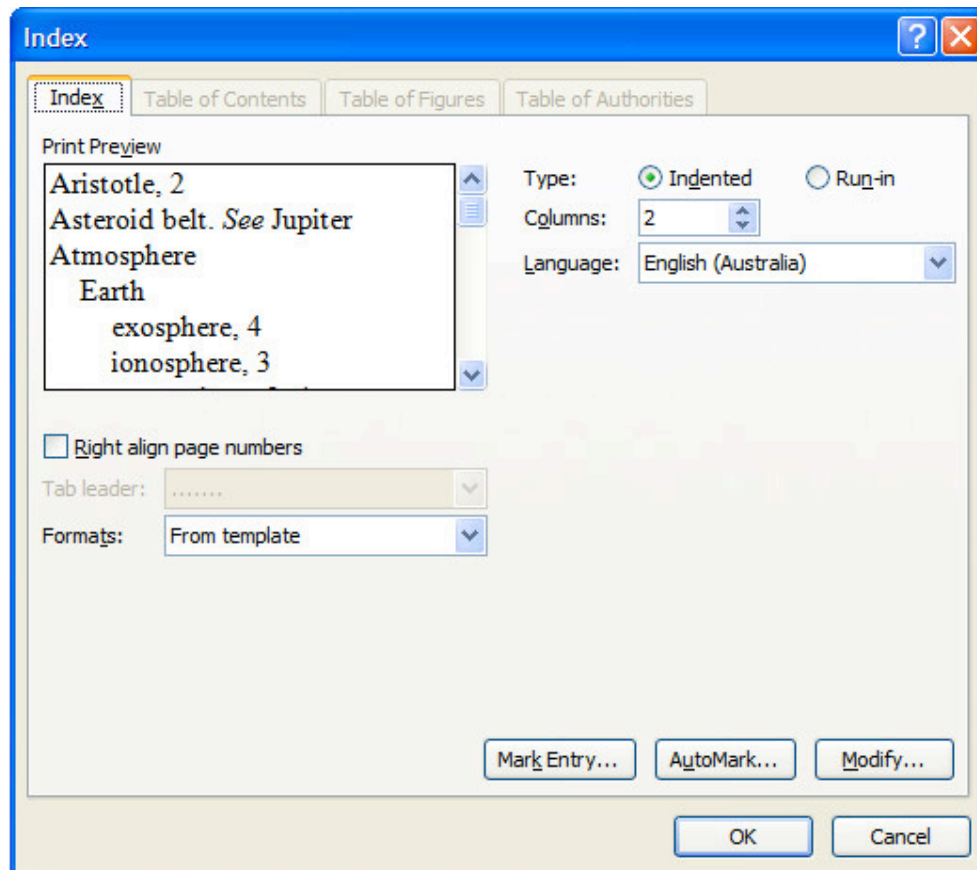 Index
Index Table of Contents Table of Figures Table of Authorities
Print Preview
Aristotle, 2
Asteroid belt. See Jupiter
Atmosphere
Earth
exosphere, 4
ionosphere, 3
Type: Indented Run-in
Columns: 2
Language: English (Australia)
Right align page numbers
Tab leader: .......
Formats: From template
Mark Entry... AutoMark... Modify...
OK Cancel